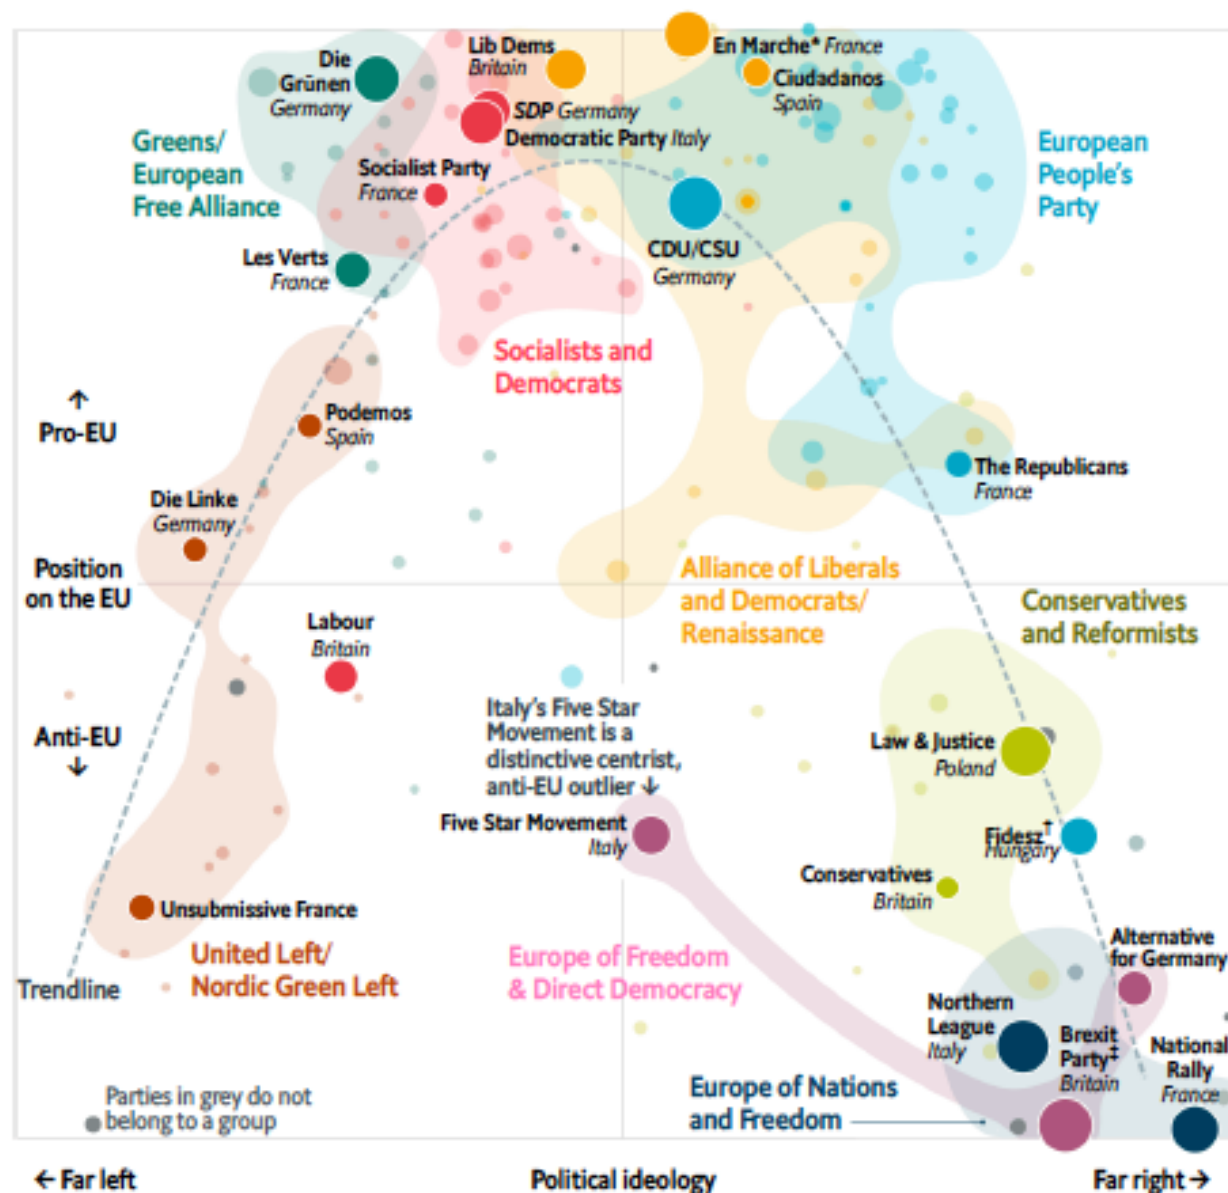 Die
Grünen
Germany
Lib Dems
Britain
En Marche* France
Ciudadanos
Spain
SDP Germany
Democratic Party Italy
Greens/
European
Free Alliance
European
People's
Party
Socialist Party
France
Les Verts
France
CDU/CSU
Germany
Socialists and
Democrats
↑
Pro-EU
Podemos
Spain
The Republicans
France
Die Linke
Germany
Position
on the EU
Alliance of Liberals
and Democrats/
Renaissance
Conservatives
and Reformists
Labour
Britain
Anti-EU
↓
Italy's Five Star
Movement is a
distinctive centrist,
anti-EU outlier ↓
Law & Justice
Poland
Five Star Movement
Italy
Fidesz†
Hungary
Conservatives
Britain
Unsubmissive France
United Left/
Nordic Green Left
Europe of Freedom
& Direct Democracy
Alternative
for Germany
Trendline
Northern
League
Italy
Brexit
Party‡
Britain
National
Rally
France
Europe of Nations
and Freedom
Parties in grey do not
belong to a group
← Far left
Political ideology
Far right →